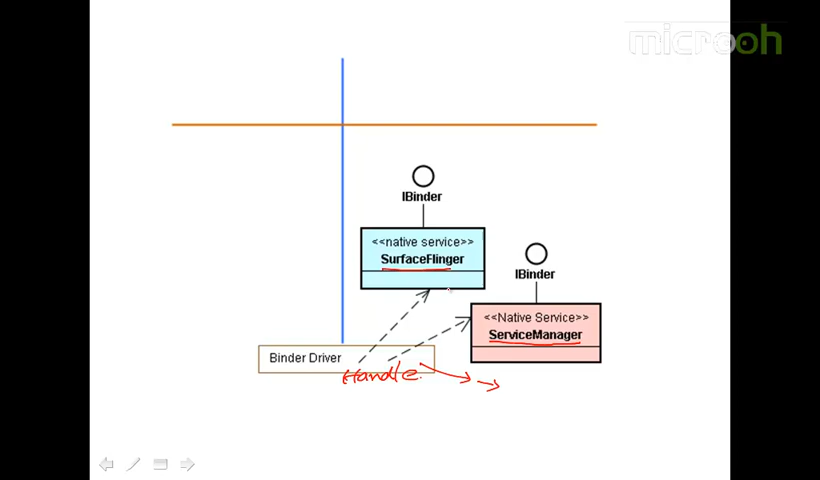 microoh
IBinder
<<native service>>
SurfaceFlinger
IBinder
<<Native Service>>
ServiceManager
Binder Driver
Handle